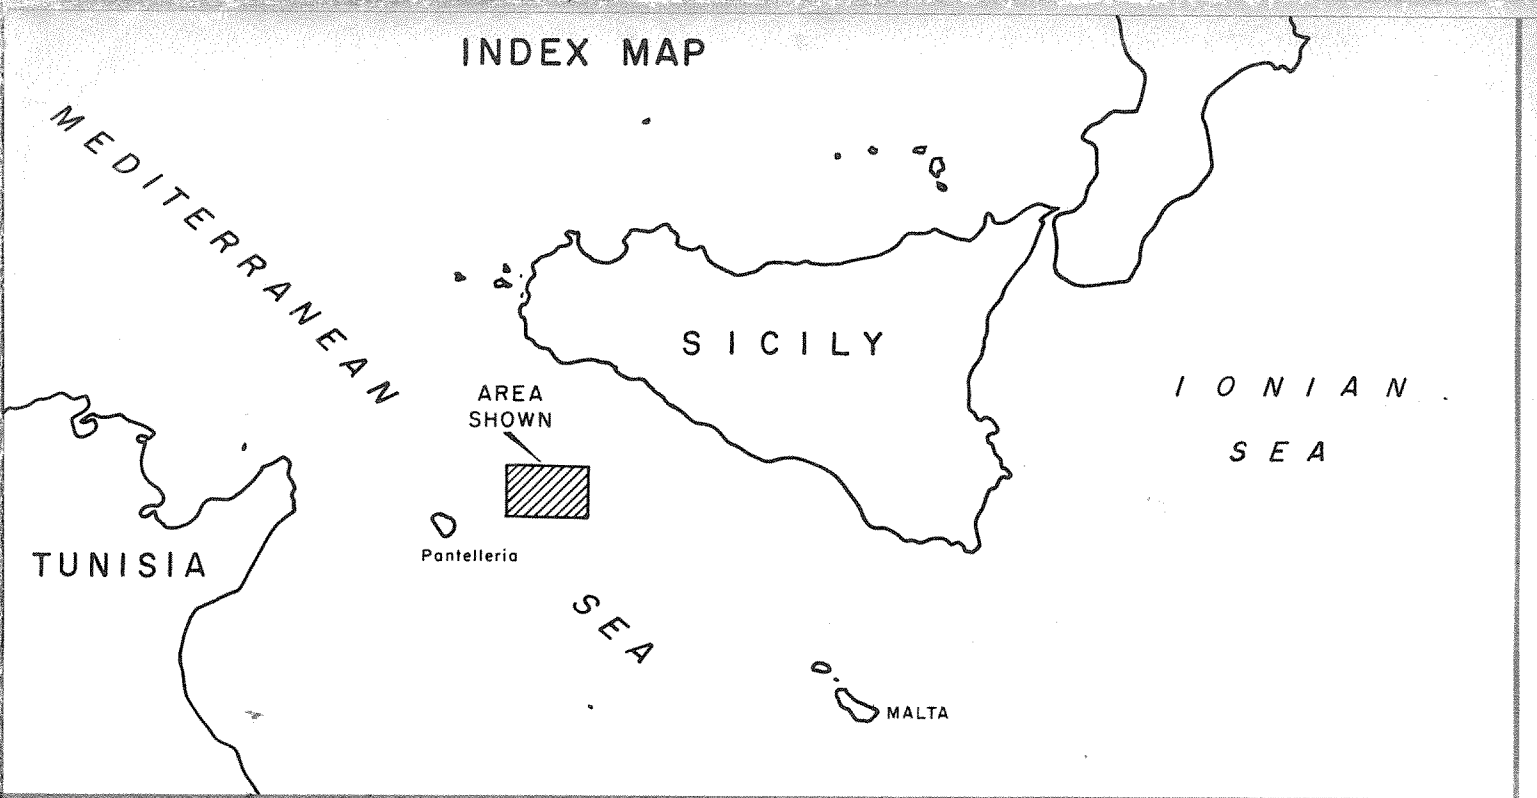 INDEX MAP
MEDITERRANEAN
SICILY
AREA
SHOWN
IONIAN
SEA
Pantelleria
TUNISIA
SEA
MALTA